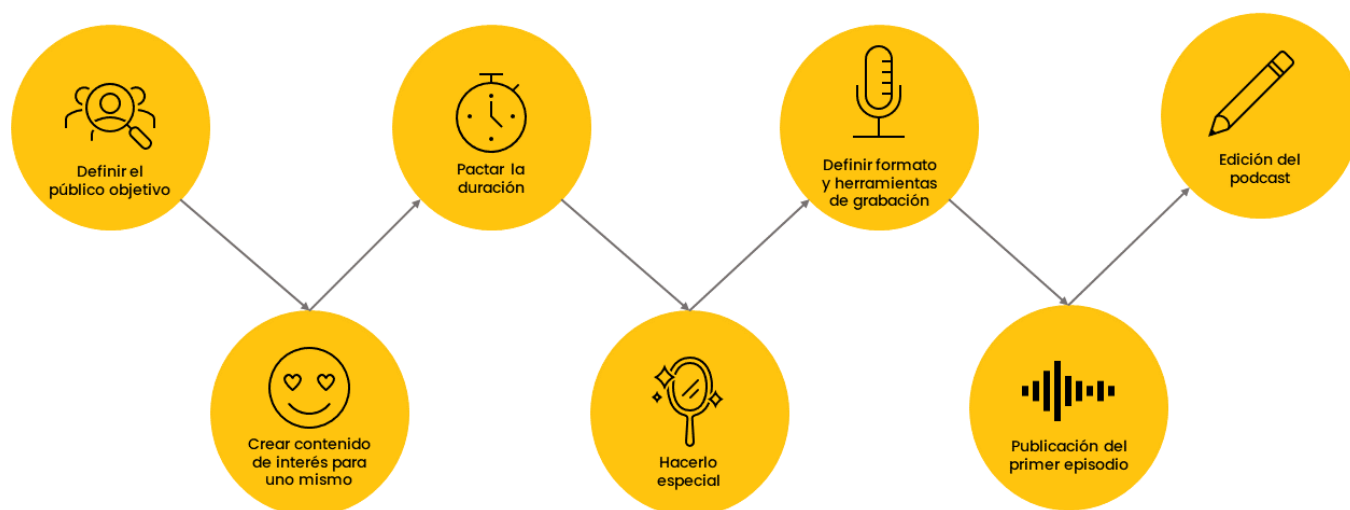 Definir el
público objetivo
Crear contenido
de interés para
uno mismo
Pactar la
duración
Hacerlo
especial
Definir formato
y herramientas
de grabación
Publicación del
primer episodio
Edición del
podcast